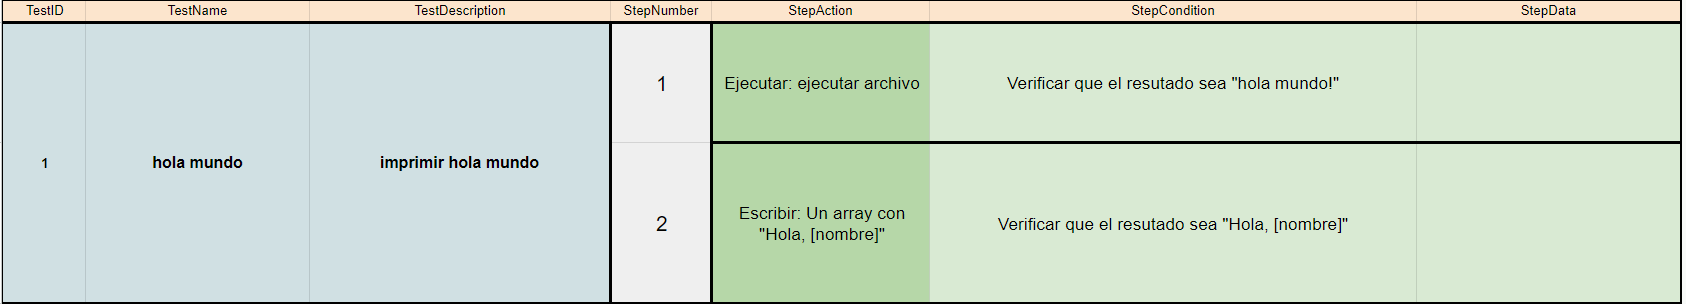 TestID TestName TestDescription StepNumber StepAction StepCondition StepData
1 hola mundo imprimir hola mundo
1 Ejecutar: ejecutar archivo Verificar que el resutado sea "hola mundo!"
2 Escribir: Un array con
"Hola, [nombre]" Verificar que el resutado sea "Hola, [nombre]"